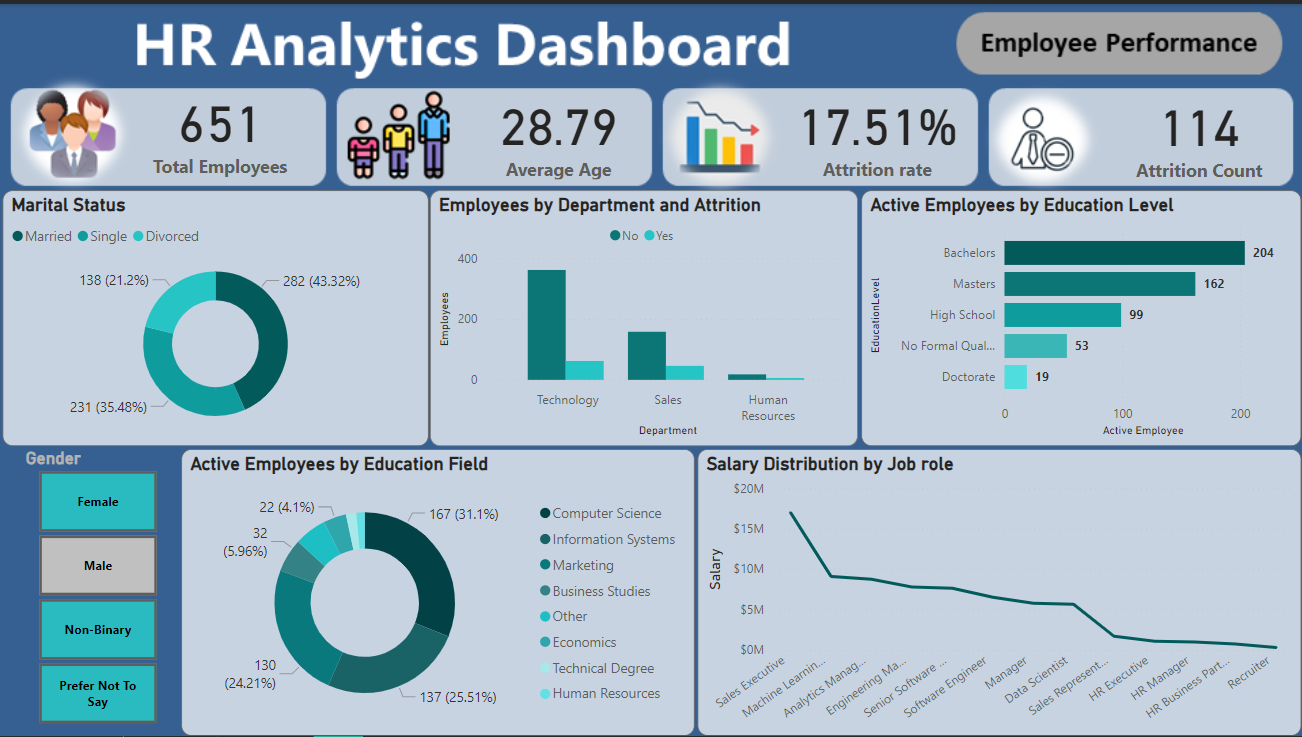 HR Analytics Dashboard
Employee Performance
651
Total Employees
28.79
Average Age
17.51%
Attrition rate
114
Attrition Count
Marital Status
Married Single Divorced
138 (21.2%)
282 (43.32%)
231 (35.48%)
Employees by Department and Attrition
No Yes
Employees
400
200
0
Technology
Sales
Human
Resources
Department
Active Employees by Education Level
EducationLevel
Bachelors 204
Masters 162
High School 99
No Formal Qual... 53
Doctorate 19
0 100 200
Active Employee
Gender
Female
Male
Non-Binary
Prefer Not To
Say
Active Employees by Education Field
22 (4.1%)
167 (31.1%)
32
(5.96%)
130
(24.21%)
137 (25.51%)
Computer Science
Information Systems
Marketing
Business Studies
Other
Economics
Technical Degree
Human Resources
Salary Distribution by Job role
Salary
$20M
$15M
$10M
$5M
$0M
Sales Executive
Machine Learnin...
Analytics Manag...
Engineering Ma...
Senior Software ...
Software Engineer
Manager
Data Scientist
Sales Represent...
HR Executive
HR Manager
HR Business Part...
Recruiter